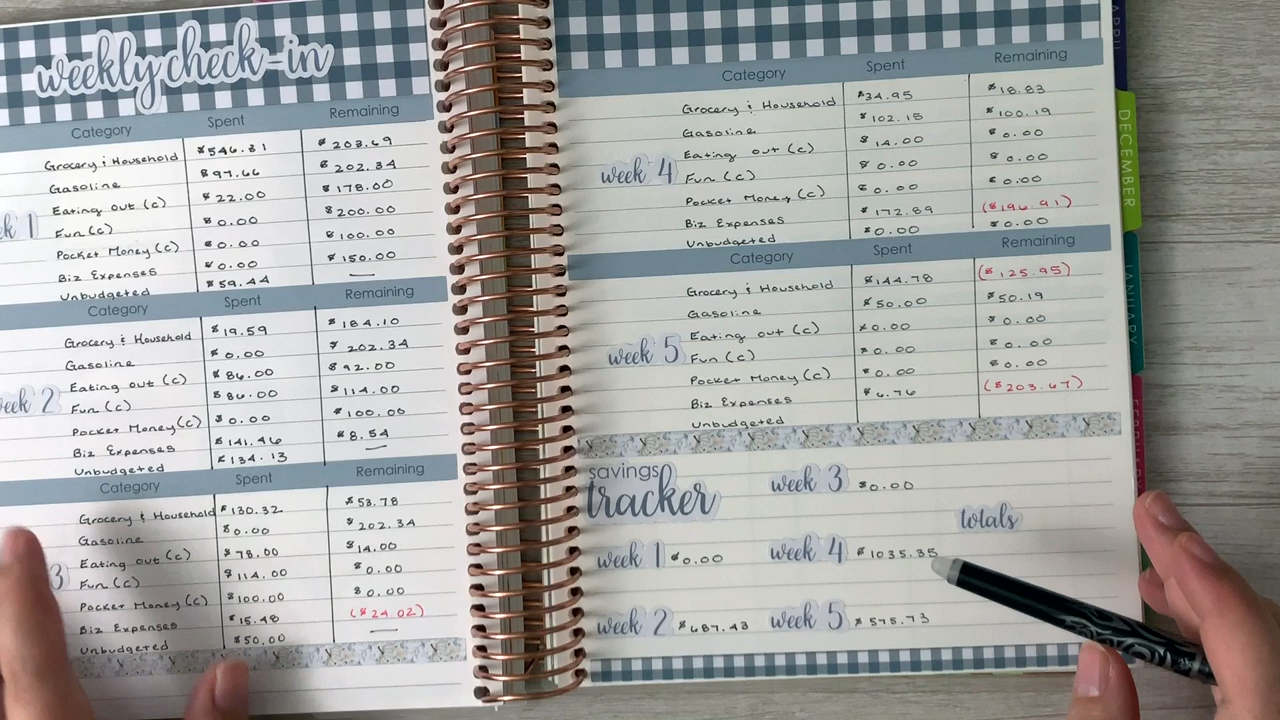 weekly check-in
Category Spent Remaining
Grocery & Household $546.31 $203.69
Gasoline $97.66 $202.34
Eating out (c) $22.00 $178.00
Fun (c) $0.00 $200.00
Pocket Money (c) $0.00 $100.00
Biz Expenses $0.00 $150.00
Unbudgeted $59.44 —
Category Spent Remaining
week 2
Grocery & Household $19.59 $184.10
Gasoline $0.00 $202.34
Eating out (c) $86.00 $92.00
Fun (c) $86.00 $114.00
Pocket Money (c) $0.00 $100.00
Biz Expenses $141.46 $8.54
Unbudgeted $134.13 —
Category Spent Remaining
3
Grocery & Household $130.32 $53.78
Gasoline $0.00 $202.34
Eating out (c) $78.00 $14.00
Fun (c) $114.00 $0.00
Pocket Money (c) $100.00 $0.00
Biz Expenses $15.48 ($24.02)
Unbudgeted $50.00 —
Category Spent Remaining
week 4
Grocery & Household $34.95 $18.83
Gasoline $102.15 $100.19
Eating out (c) $14.00 $0.00
Fun (c) $0.00 $0.00
Pocket Money (c) $0.00 $0.00
Biz Expenses $172.89 ($196.91)
Unbudgeted $0.00 $0.00
Category Spent Remaining
week 5
Grocery & Household $144.78 ($125.95)
Gasoline $50.00 $50.19
Eating out (c) $0.00 $0.00
Fun (c) $0.00 $0.00
Pocket Money (c) $0.00 $0.00
Biz Expenses $6.76 ($203.67)
Unbudgeted
savings tracker
week 1 $0.00
week 2 $687.43
week 3 $0.00
week 4 $1035.35
week 5 $575.73
totals
APRIL
DECEMBER
JANUARY
FEBRUARY